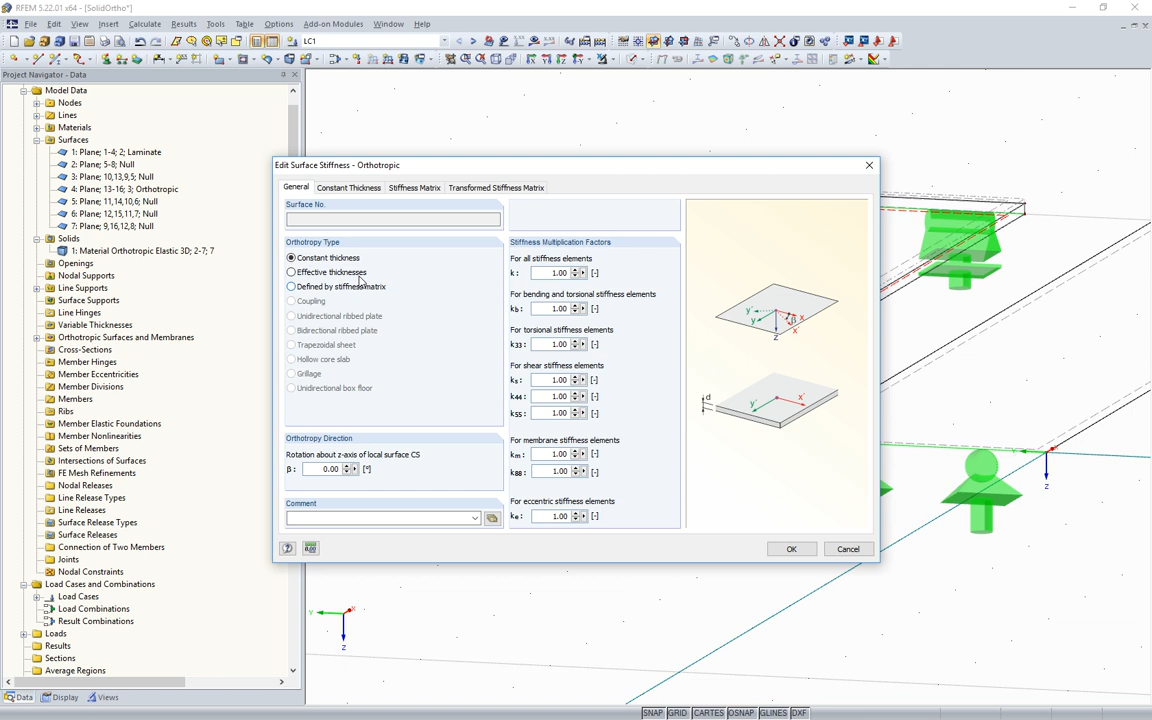 RFEM 5.22.01 x64 - [SolidOrtho*]
File Edit View Insert Calculate Results Tools Table Options Add-on Modules Window Help
LC1
Project Navigator - Data
Model Data
Nodes
Lines
Materials
Surfaces
1: Plane; 1-4; 2; Laminate
2: Plane; 5-8; Null
3: Plane; 10,13,9,5; Null
4: Plane; 13-16; 3; Orthotropic
5: Plane; 11,14,10,6; Null
6: Plane; 12,15,11,7; Null
7: Plane; 9,16,12,8; Null
Solids
1: Material Orthotropic Elastic 3D; 2-7; 7
Openings
Nodal Supports
Line Supports
Surface Supports
Line Hinges
Variable Thicknesses
Orthotropic Surfaces and Membranes
Cross-Sections
Member Hinges
Member Eccentricities
Member Divisions
Members
Ribs
Member Elastic Foundations
Member Nonlinearities
Sets of Members
Intersections of Surfaces
FE Mesh Refinements
Nodal Releases
Line Release Types
Line Releases
Surface Release Types
Surface Releases
Connection of Two Members
Joints
Nodal Constraints
Load Cases and Combinations
Load Cases
Load Combinations
Result Combinations
Loads
Results
Sections
Average Regions
Data Display Views
Edit Surface Stiffness - Orthotropic
General Constant Thickness Stiffness Matrix Transformed Stiffness Matrix
Surface No.
Orthotropy Type
Constant thickness
Effective thicknesses
Defined by stiffness matrix
Coupling
Unidirectional ribbed plate
Bidirectional ribbed plate
Trapezoidal sheet
Hollow core slab
Grillage
Unidirectional box floor
Orthotropy Direction
Rotation about z-axis of local surface CS
β: 0.00 [°]
Comment
Stiffness Multiplication Factors
For all stiffness elements
k: 1.00 [-]
For bending and torsional stiffness elements
kb: 1.00 [-]
For torsional stiffness elements
k33: 1.00 [-]
For shear stiffness elements
ks: 1.00 [-]
k44: 1.00 [-]
k55: 1.00 [-]
For membrane stiffness elements
km: 1.00 [-]
k88: 1.00 [-]
For eccentric stiffness elements
ke: 1.00 [-]
y' y β x x' z
d y' x'
OK Cancel
Y Z
Y X Z
SNAP GRID CARTES OSNAP GLINES DXF